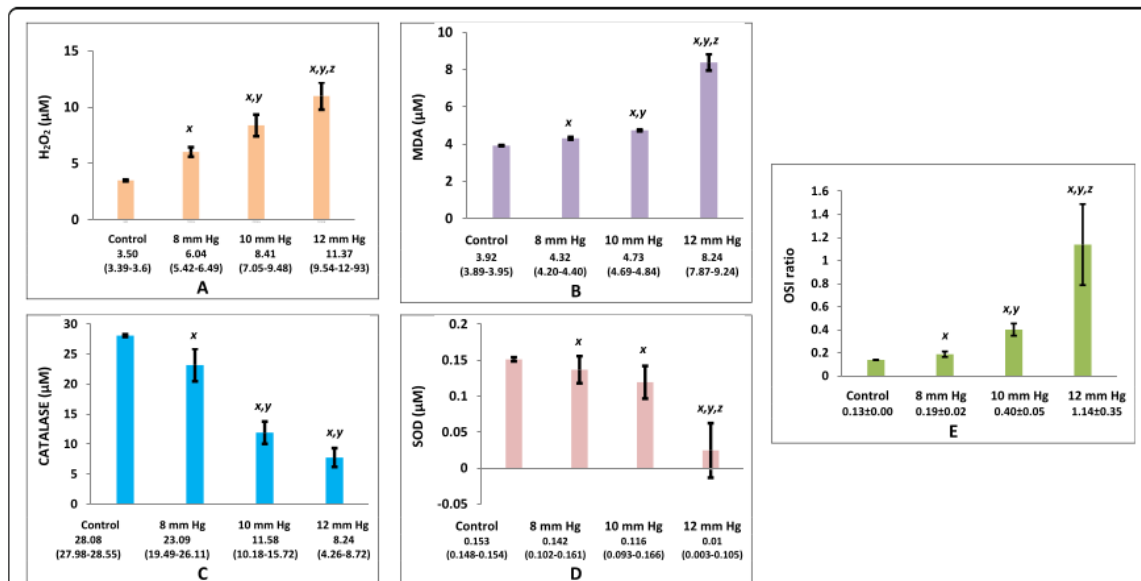 15
10
5
0
H₂O₂ (µM)
x
x,y
x,y,z
Control 8 mm Hg 10 mm Hg 12 mm Hg
3.50 6.04 8.41 11.37
(3.39-3.6) (5.42-6.49) (7.05-9.48) (9.54-12-93)
A
10
8
6
4
2
0
MDA (µM)
x
x,y
x,y,z
Control 8 mm Hg 10 mm Hg 12 mm Hg
3.92 4.32 4.73 8.24
(3.89-3.95) (4.20-4.40) (4.69-4.84) (7.87-9.24)
B
30
25
20
15
10
5
0
CATALASE (µM)
x
x,y
x,y
Control 8 mm Hg 10 mm Hg 12 mm Hg
28.08 23.09 11.58 8.24
(27.98-28.55) (19.49-26.11) (10.18-15.72) (4.26-8.72)
C
0.2
0.15
0.1
0.05
0
-0.05
SOD (µM)
x
x
x,y,z
Control 8 mm Hg 10 mm Hg 12 mm Hg
0.153 0.142 0.116 0.01
(0.148-0.154) (0.102-0.161) (0.093-0.166) (0.003-0.105)
D
1.6
1.4
1.2
1
0.8
0.6
0.4
0.2
0
OSI ratio
x
x,y
x,y,z
Control 8 mm Hg 10 mm Hg 12 mm Hg
0.13±0.00 0.19±0.02 0.40±0.05 1.14±0.35
E